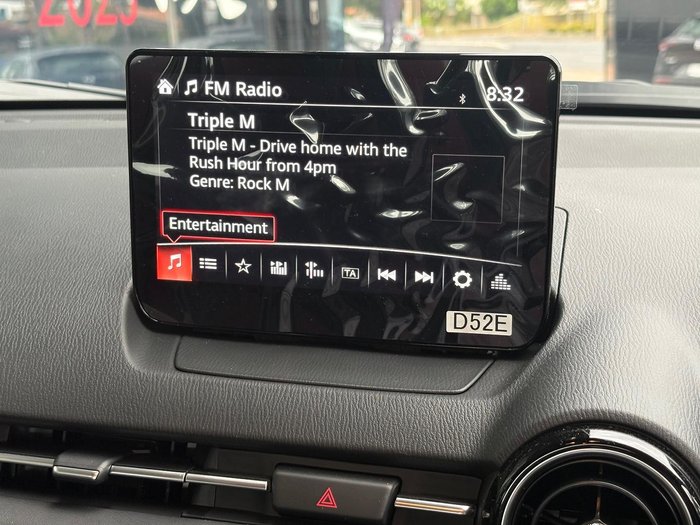 2025
FM Radio
8:32
Triple M
Triple M - Drive home with the
Rush Hour from 4pm
Genre: Rock M
Entertainment
TA
D52E